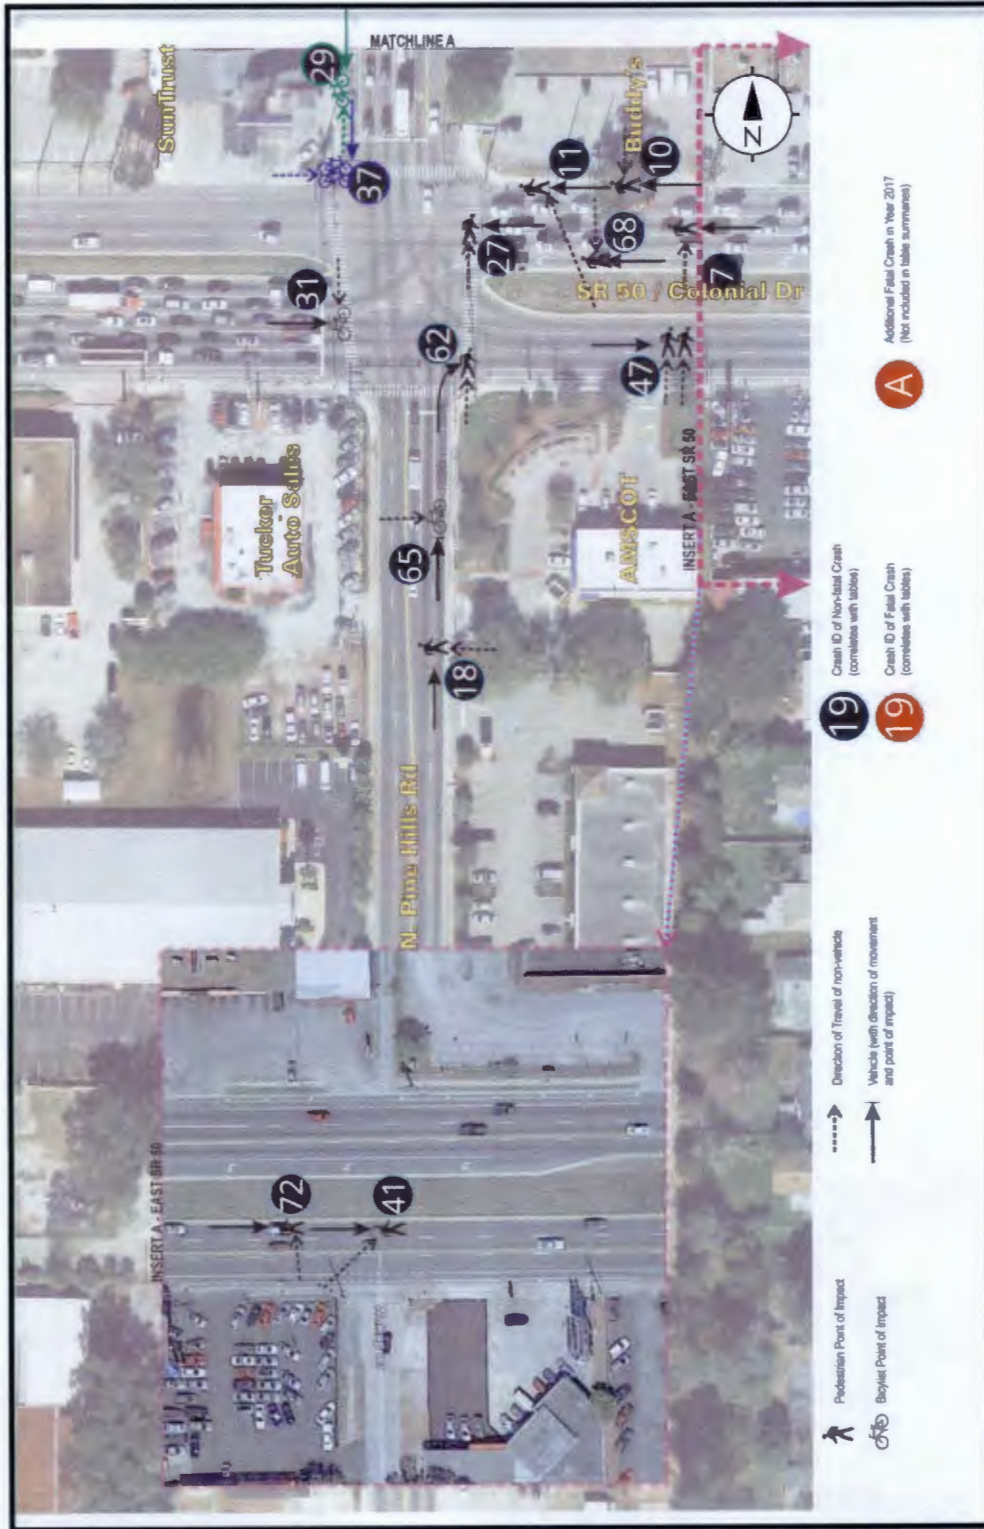 MATCHLINE A
SunTrust
29
37
31
11
Buddy's
10
27
68
7
SR 50 / Colonial Dr
62
47
N
Tucker
Auto Sales
65
18
AMSCOT
INSERT A - EAST SR 50
N. Pine Hills Rd
INSERT A - EAST SR 50
72
41
Pedestrian Point of Impact
Bicyclist Point of Impact
Direction of Travel of non-vehicle
Vehicle (with direction of movement
and point of impact)
19
Crash ID of Non-fatal Crash
(correlates with tables)
19
Crash ID of Fatal Crash
(correlates with tables)
A
Additional Fatal Crash in Year 2017
(Not included in table summaries)